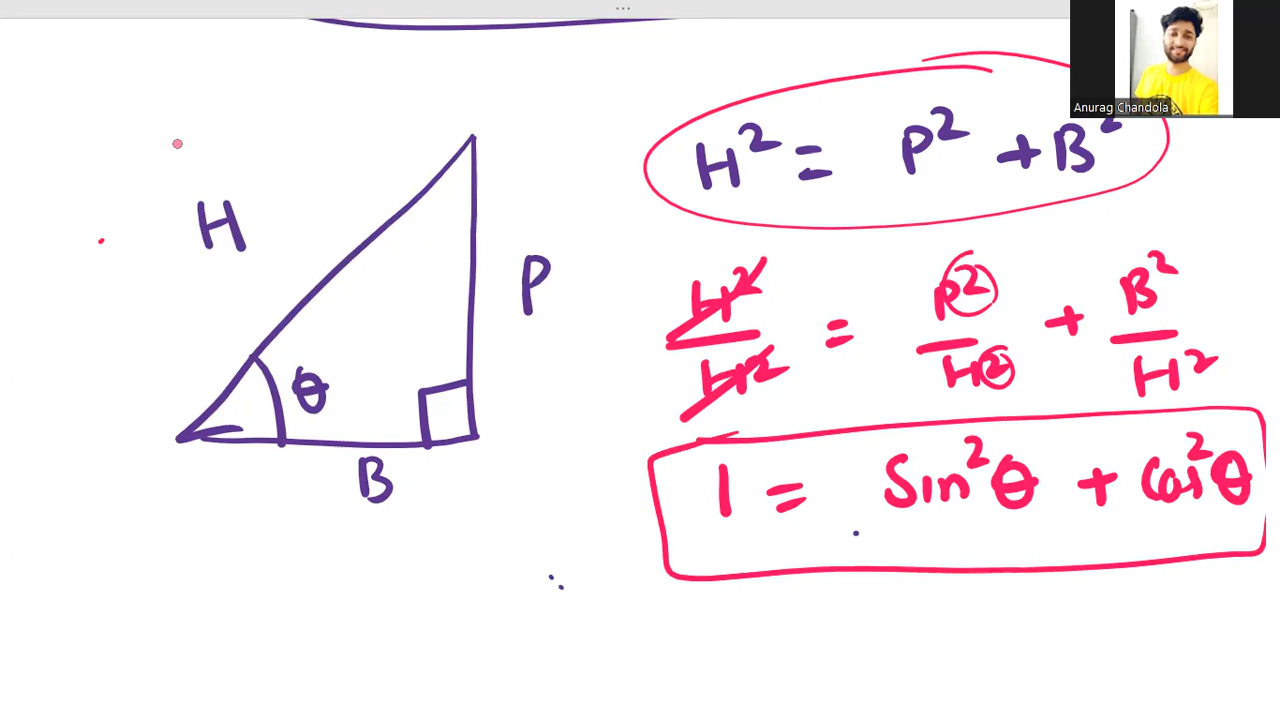 Anurag Chandola
H² = P² + B²
H
P
θ
B
H²/H² = P²/H² + B²/H²
1 = Sin²θ + Cos²θ